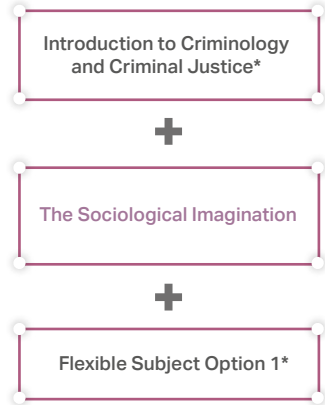 Introduction to Criminology
and Criminal Justice*
+
The Sociological Imagination
+
Flexible Subject Option 1*